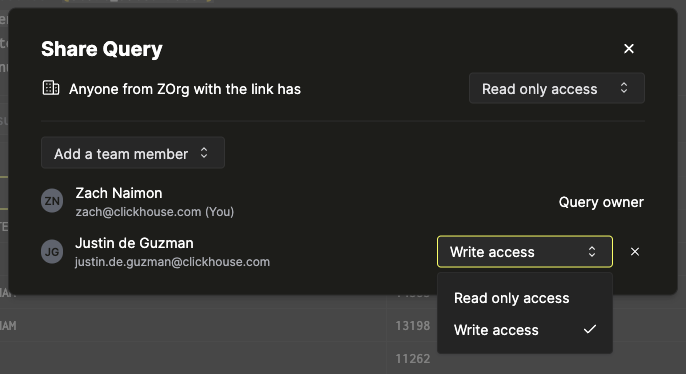 Share Query
Anyone from ZOrg with the link has
Read only access
Add a team member
ZN
Zach Naimon
zach@clickhouse.com (You)
Query owner
JG
Justin de Guzman
justin.de.guzman@clickhouse.com
Write access
Read only access
Write access
HAM
13198
11262